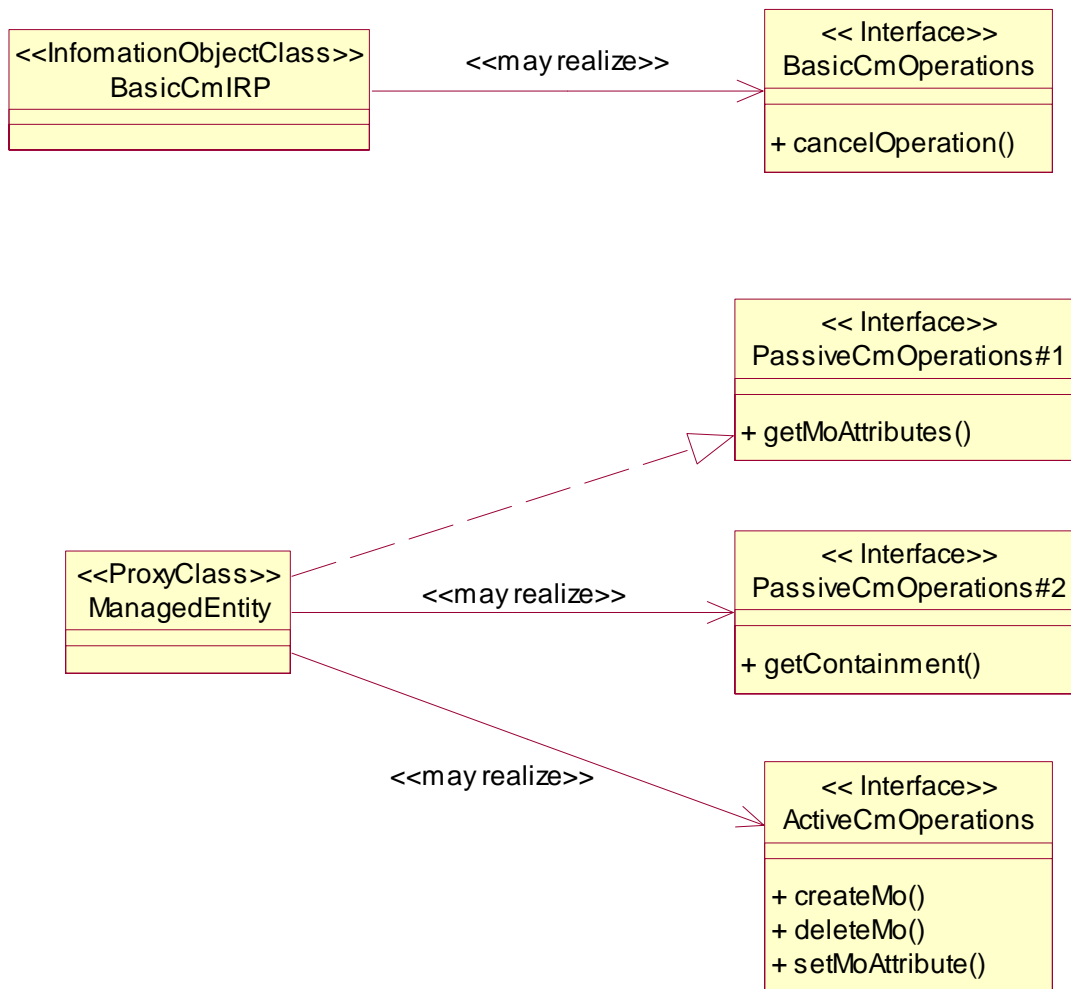 <<InfomationObjectClass>>
BasicCmIRP
<<may realize>>
<< Interface>>
BasicCmOperations
+ cancelOperation()
<< Interface>>
PassiveCmOperations#1
+ getMoAttributes()
<<ProxyClass>>
ManagedEntity
<<may realize>>
<< Interface>>
PassiveCmOperations#2
+ getContainment()
<<may realize>>
<< Interface>>
ActiveCmOperations
+ createMo()
+ deleteMo()
+ setMoAttribute()